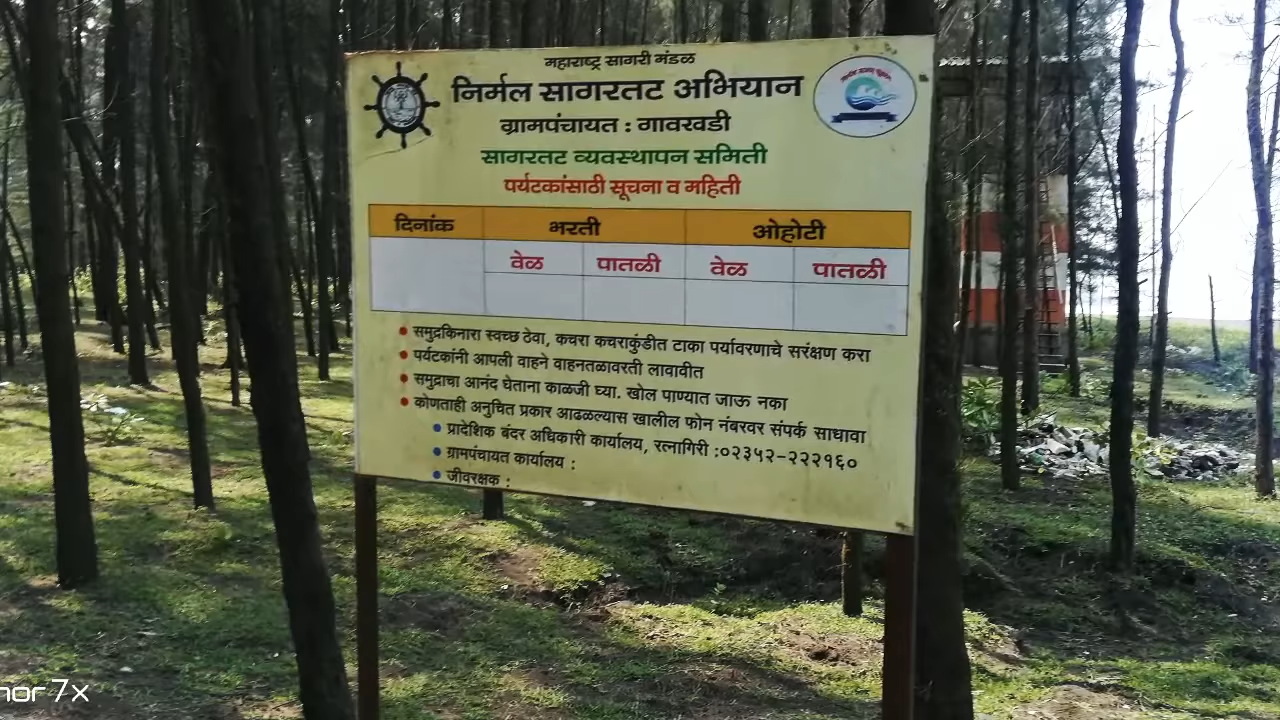 महाराष्ट्र सागरी मंडळ
निर्मल सागरतट अभियान
ग्रामपंचायत : गावखडी
सागरतट व्यवस्थापन समिती
पर्यटकांसाठी सूचना व महिती
दिनांक भरती ओहोटी
वेळ पातळी वेळ पातळी
समुद्रकिनारा स्वच्छ ठेवा, कचरा कचराकुंडीत टाका पर्यावरणाचे सरंक्षण करा
पर्यटकांनी आपली वाहने वाहनतळावरती लावावीत
समुद्राचा आनंद घेताना काळजी घ्या. खोल पाण्यात जाऊ नका
कोणताही अनुचित प्रकार आढळल्यास खालील फोन नंबरवर संपर्क साधावा
प्रादेशिक बंदर अधिकारी कार्यालय, रत्नागिरी :०२३५२-२२२१६०
ग्रामपंचायत कार्यालय :
जीवरक्षक :
nor 7x